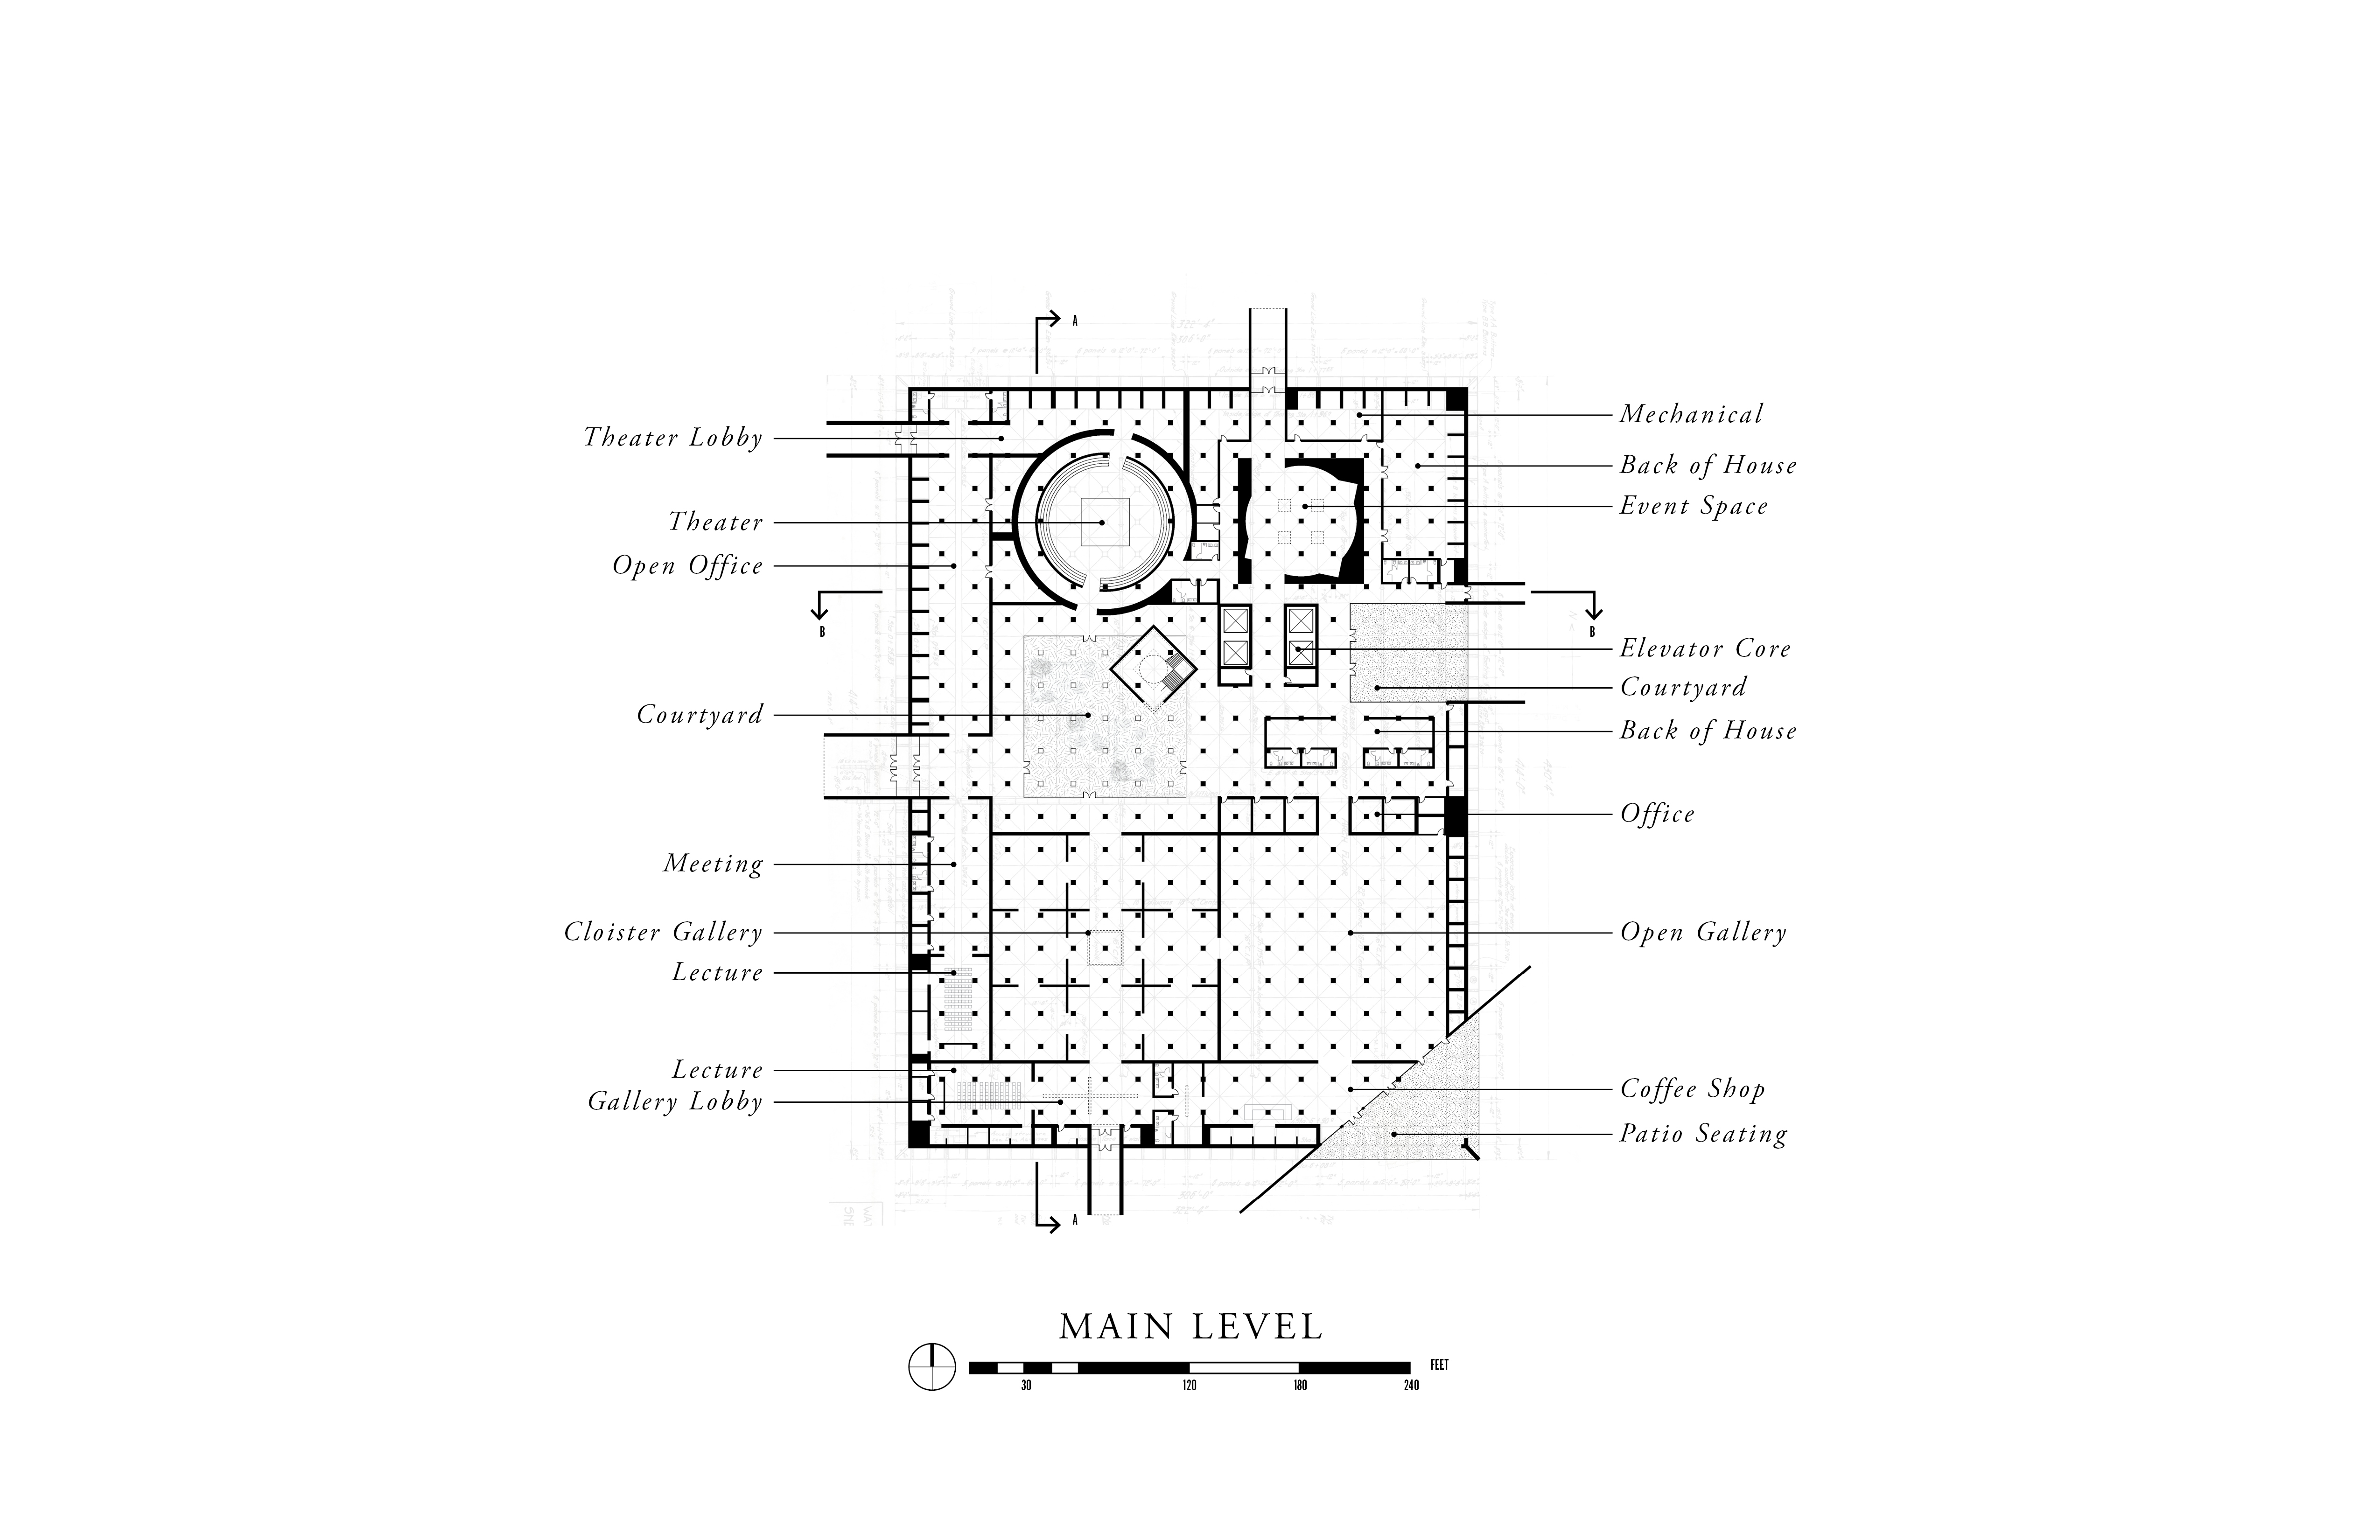 A
Theater Lobby
Theater
Open Office
B
Courtyard
Meeting
Cloister Gallery
Lecture
Lecture
Gallery Lobby
Mechanical
Back of House
Event Space
B
Elevator Core
Courtyard
Back of House
Office
Open Gallery
Coffee Shop
Patio Seating
A
MAIN LEVEL
FEET
30 120 180 240